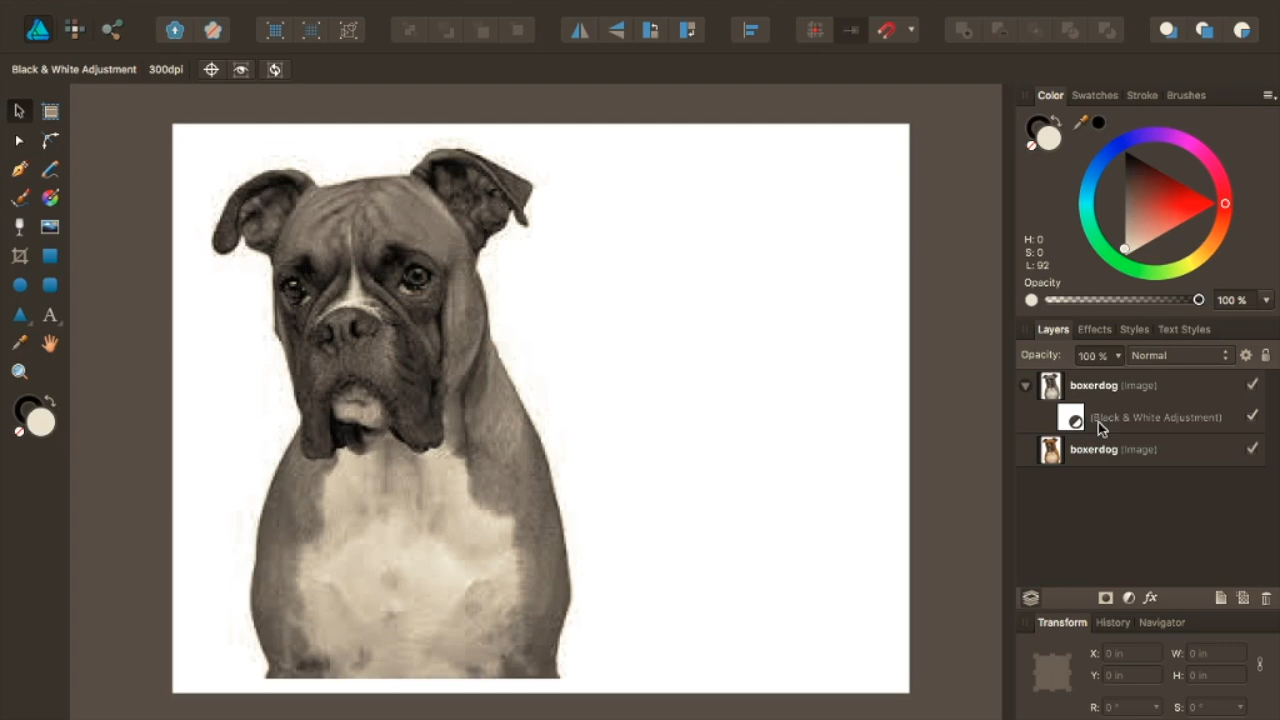 Black & White Adjustment 300dpi
Color Swatches Stroke Brushes
H: 0
S: 0
L: 92
Opacity
100 %
Layers Effects Styles Text Styles
Opacity: 100 % Normal
boxerdog (Image)
(Black & White Adjustment)
boxerdog (Image)
fx
Transform History Navigator
X: 0 in W: 0 in
Y: 0 in H: 0 in
R: 0 ° S: 0 °
A